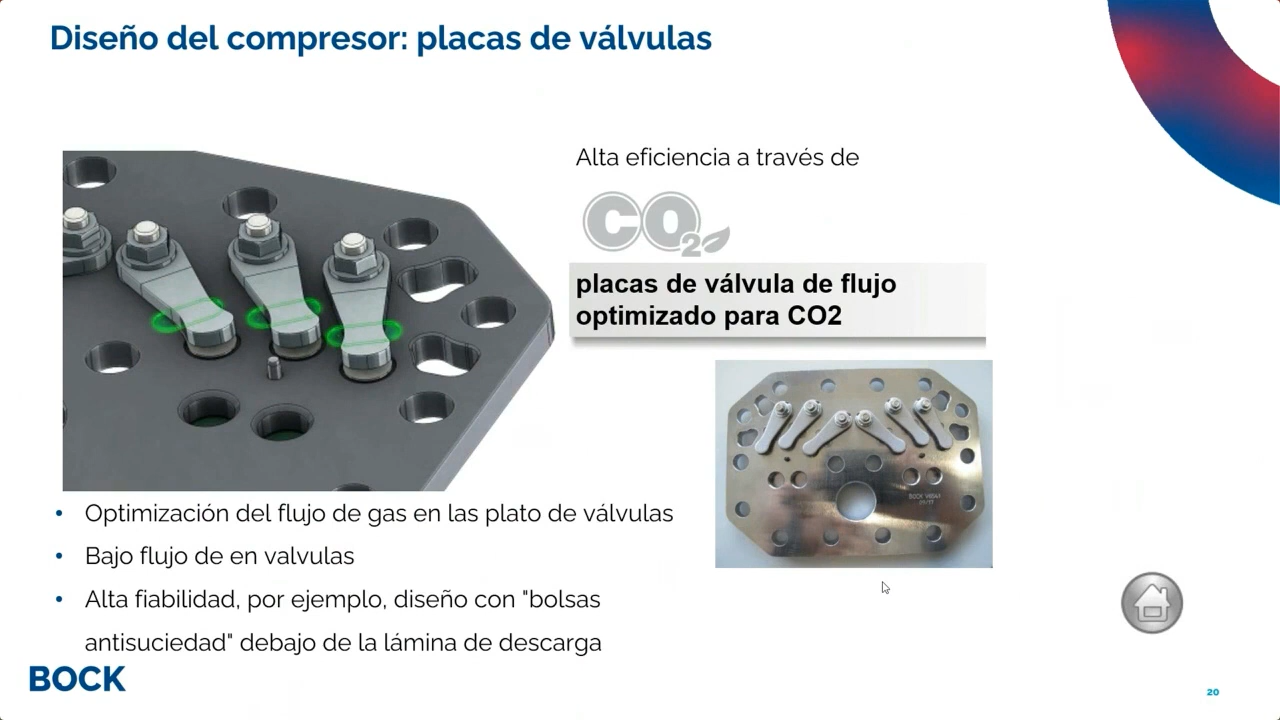 Diseño del compresor: placas de válvulas
Alta eficiencia a través de
CO2
placas de válvula de flujo
optimizado para CO2
Optimización del flujo de gas en las plato de válvulas
Bajo flujo de en valvulas
Alta fiabilidad, por ejemplo, diseño con "bolsas
antisuciedad" debajo de la lámina de descarga
BOCK
20